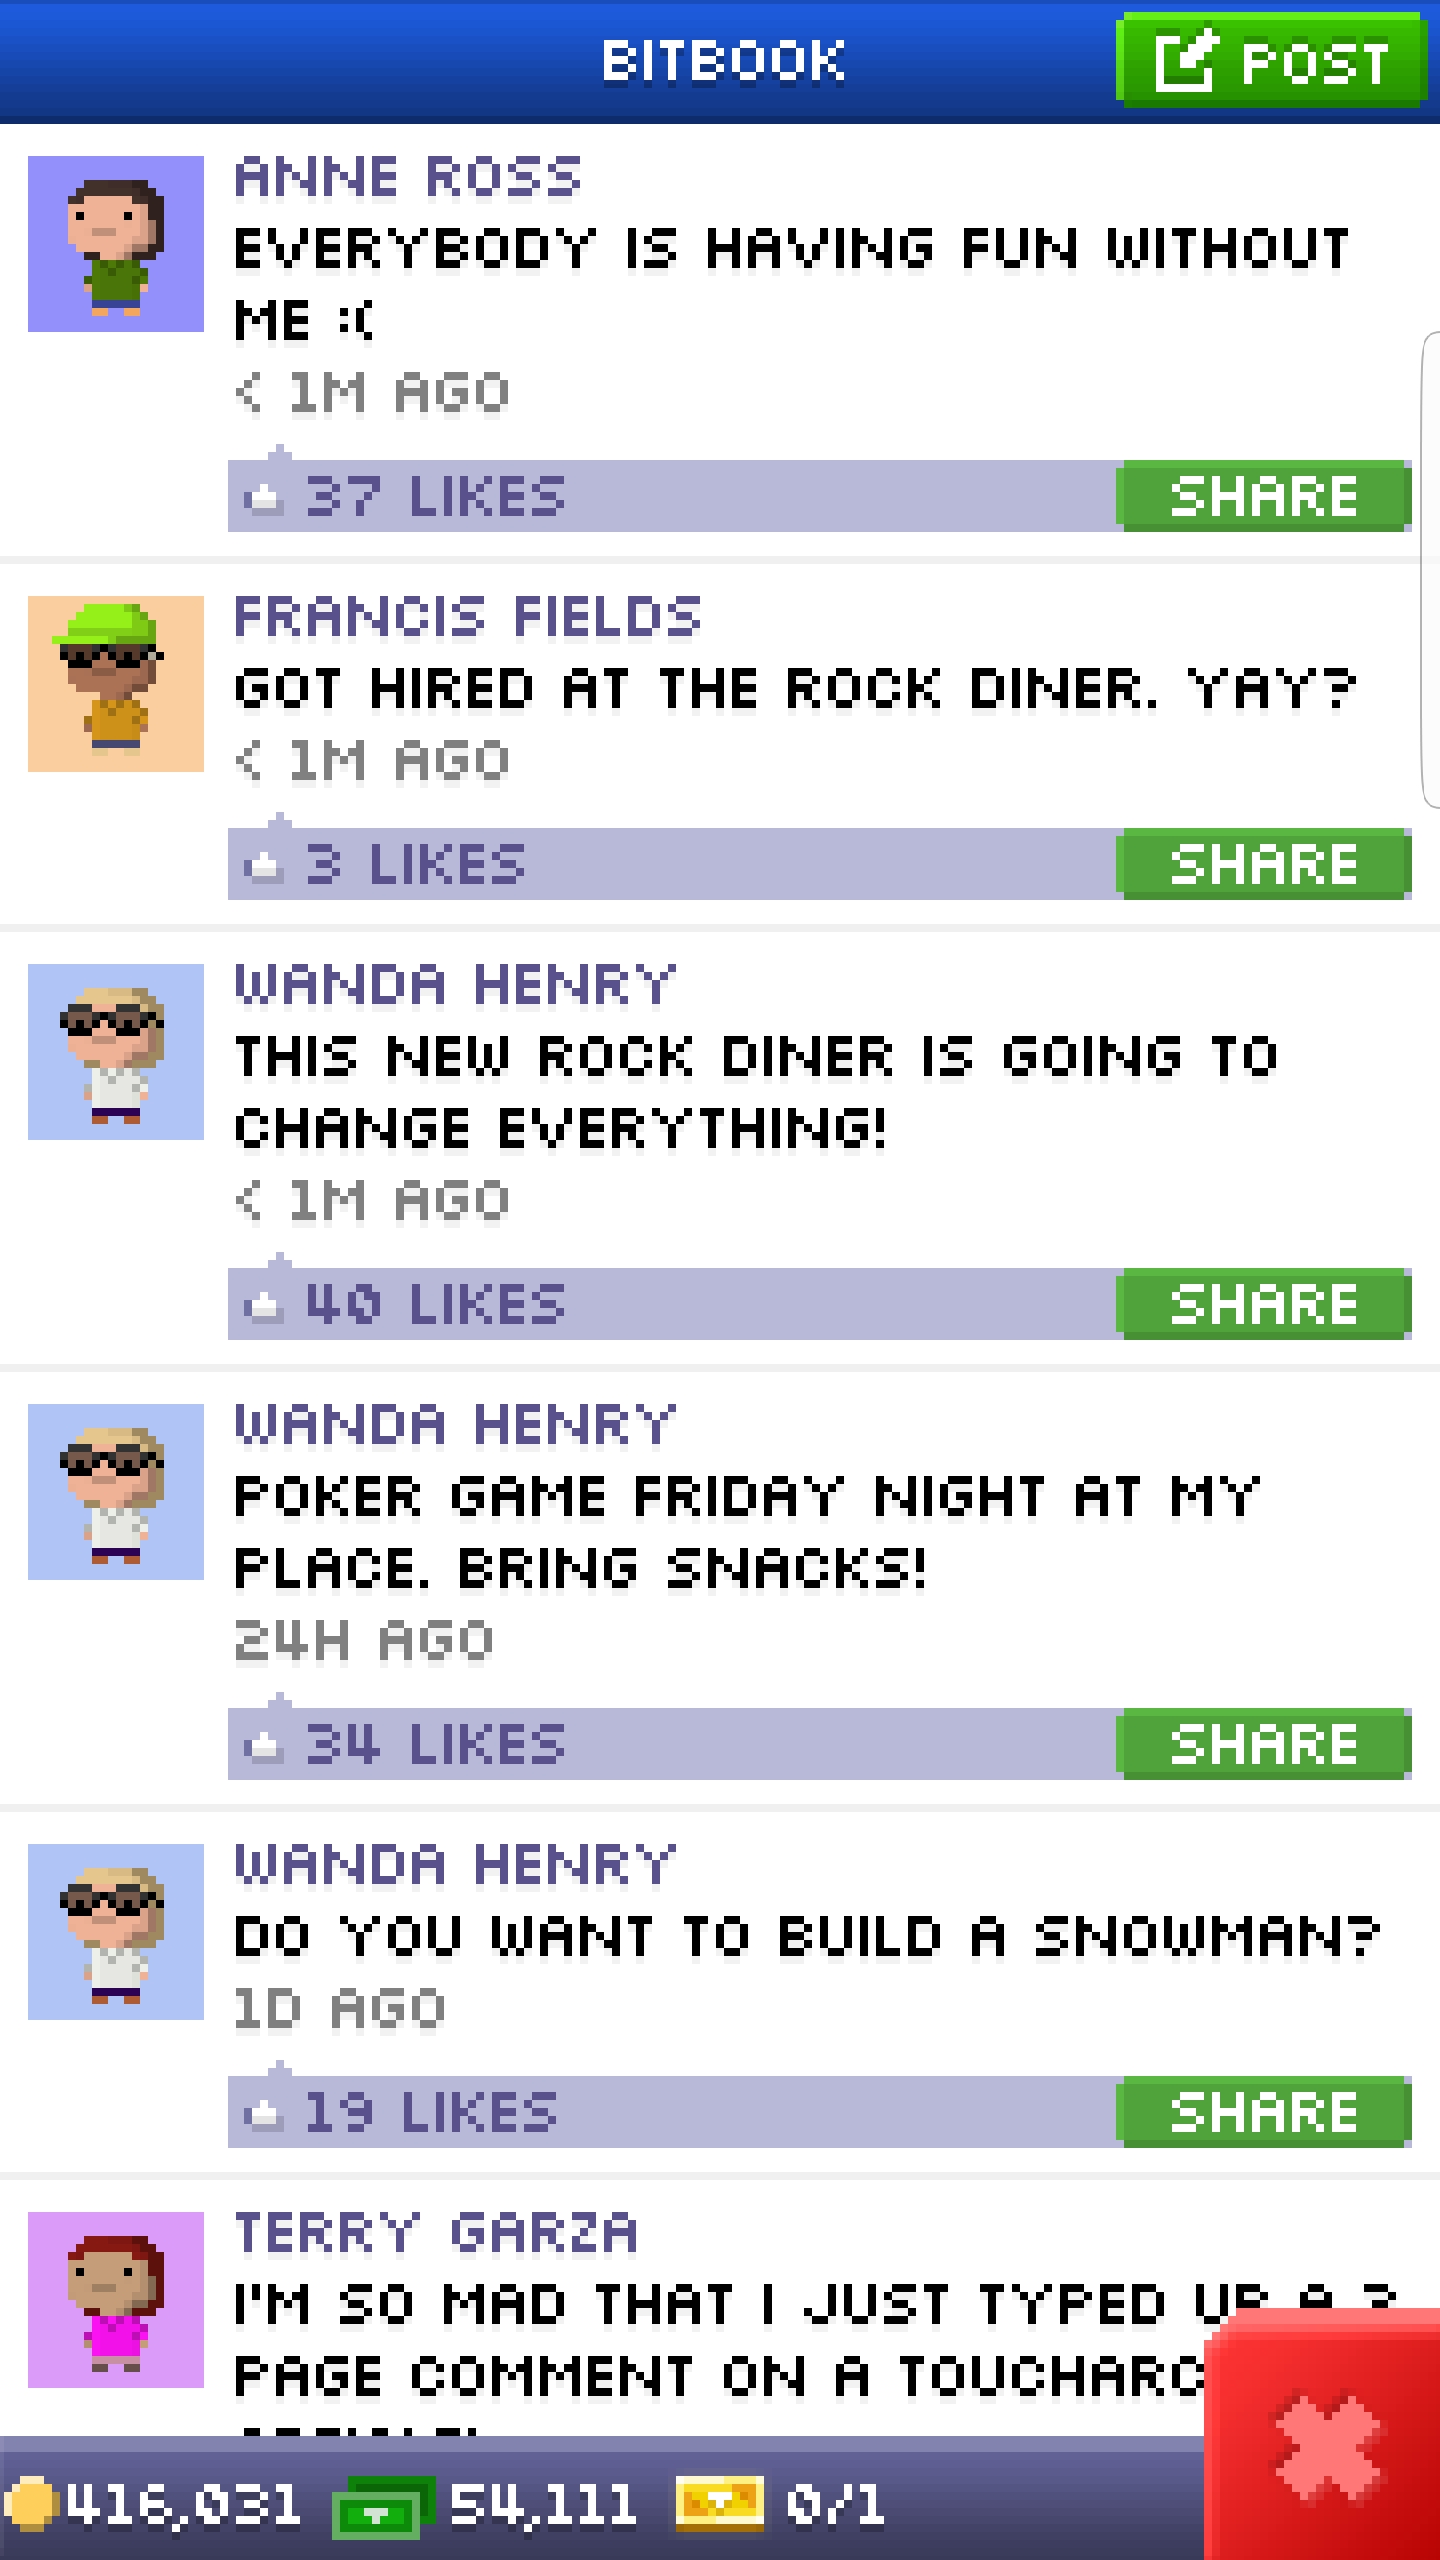 BITBOOK
POST
ANNE ROSS
EVERYBODY IS HAVING FUN WITHOUT
ME :(
< 1M AGO
37 LIKES
SHARE
FRANCIS FIELDS
GOT HIRED AT THE ROCK DINER. YAY?
< 1M AGO
3 LIKES
SHARE
WANDA HENRY
THIS NEW ROCK DINER IS GOING TO
CHANGE EVERYTHING!
< 1M AGO
40 LIKES
SHARE
WANDA HENRY
POKER GAME FRIDAY NIGHT AT MY
PLACE. BRING SNACKS!
24H AGO
34 LIKES
SHARE
WANDA HENRY
DO YOU WANT TO BUILD A SNOWMAN?
1D AGO
19 LIKES
SHARE
TERRY GARZA
I'M SO MAD THAT I JUST TYPED UP A
PAGE COMMENT ON A
416,031
54,111
0/1